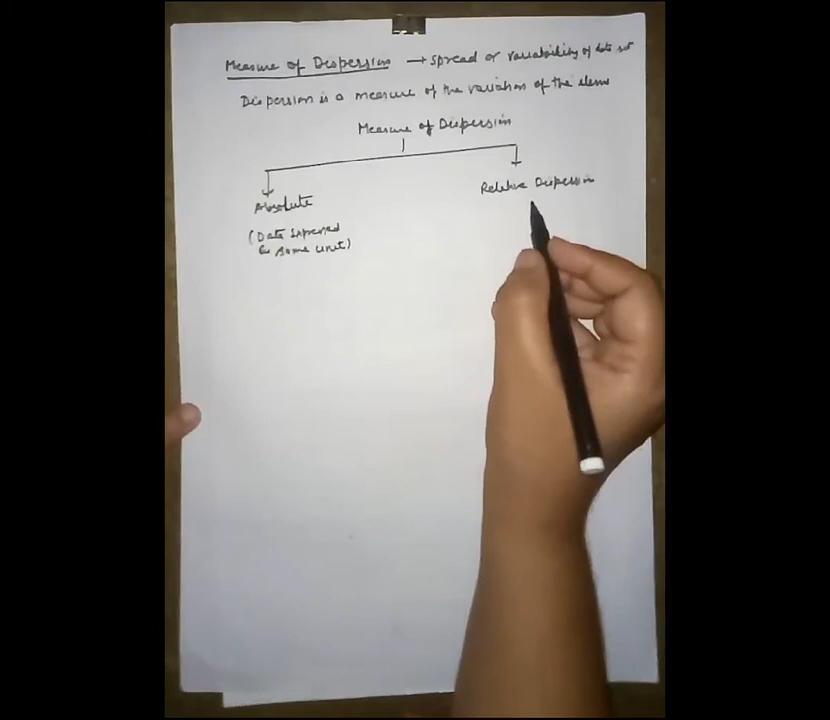 Measure of Dispersion → Spread or variability of data set
Dispersion is a measure of the variation of the items
Measure of Dispersion
Absolute
Relative Dispersion
(Data Expressed
in same unit)